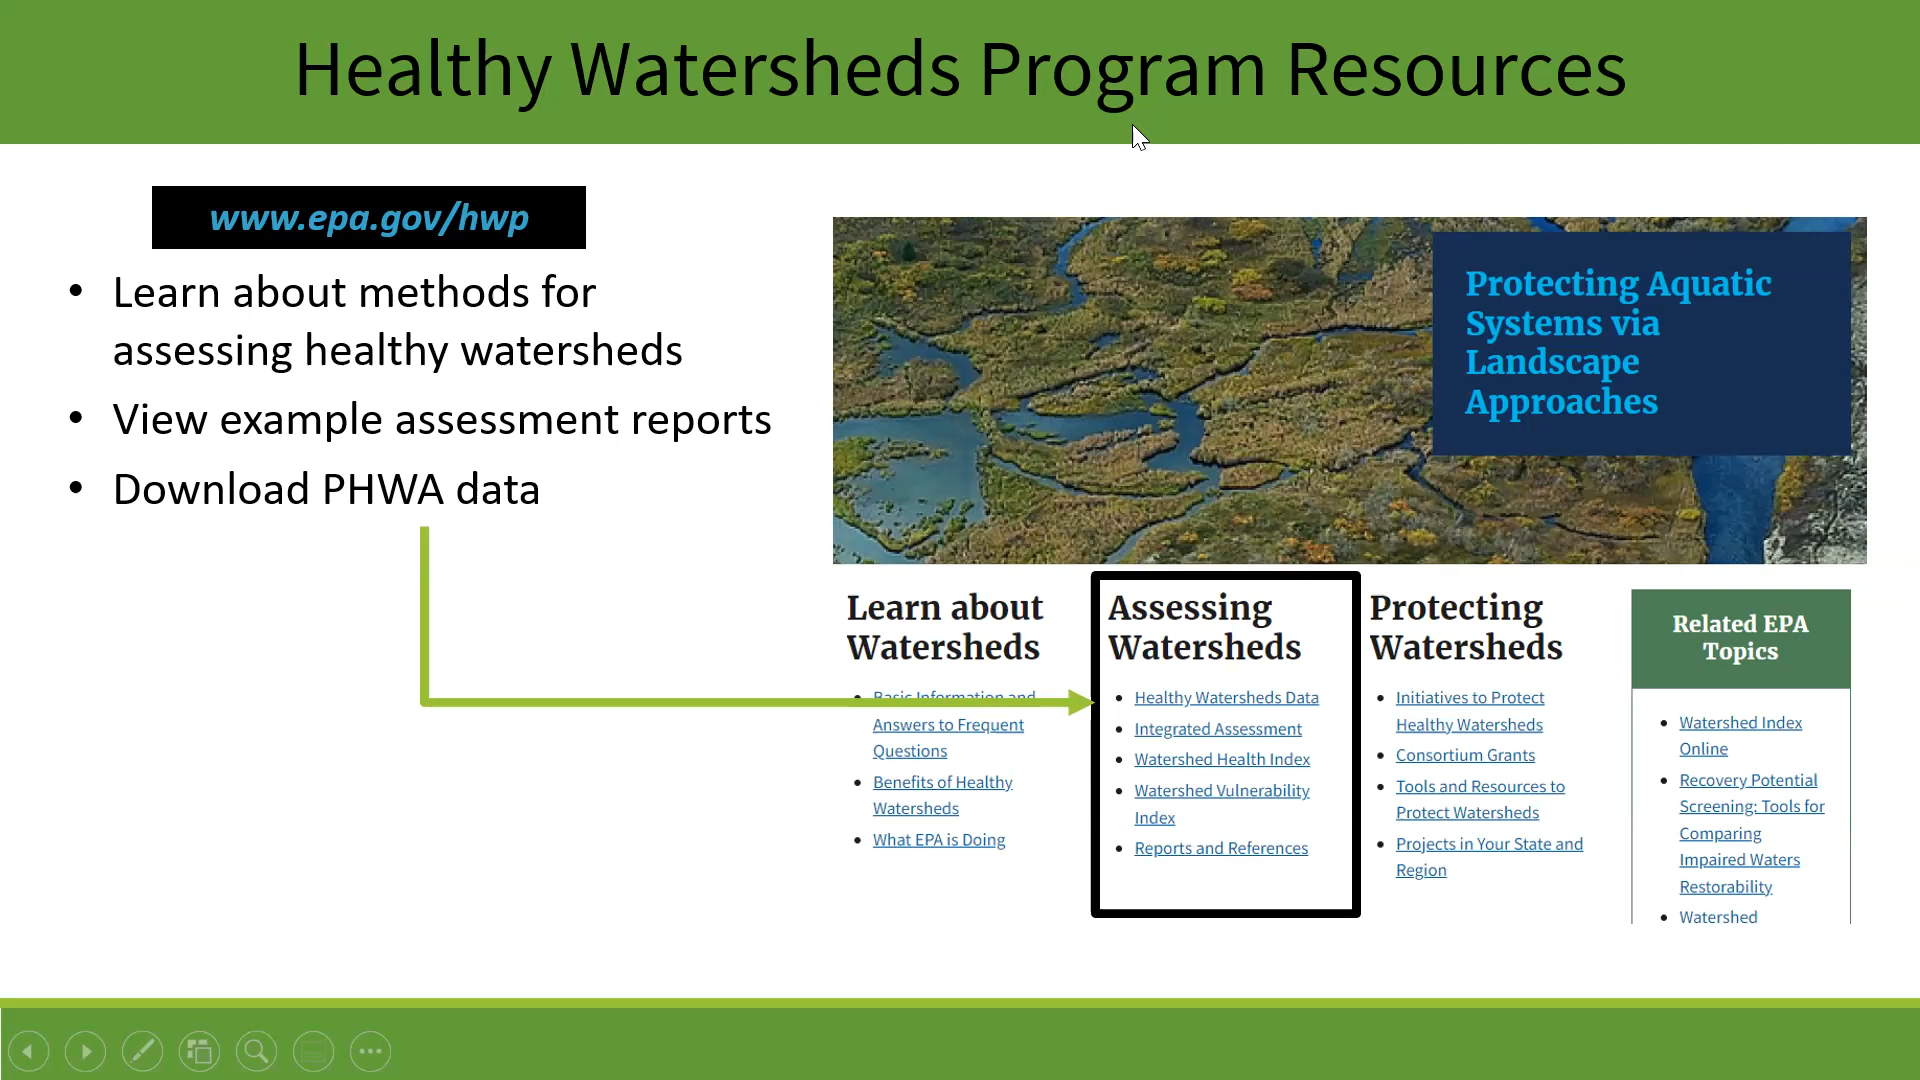 Healthy Watersheds Program Resources
www.epa.gov/hwp
• Learn about methods for
assessing healthy watersheds
• View example assessment reports
• Download PHWA data
Protecting Aquatic
Systems via
Landscape
Approaches
Learn about
Watersheds
• Basic Information and
Answers to Frequent
Questions
• Benefits of Healthy
Watersheds
• What EPA is Doing
Assessing
Watersheds
• Healthy Watersheds Data
• Integrated Assessment
• Watershed Health Index
• Watershed Vulnerability
Index
• Reports and References
Protecting
Watersheds
• Initiatives to Protect
Healthy Watersheds
• Consortium Grants
• Tools and Resources to
Protect Watersheds
• Projects in Your State and
Region
Related EPA
Topics
• Watershed Index
Online
• Recovery Potential
Screening: Tools for
Comparing
Impaired Waters
Restorability
• Watershed